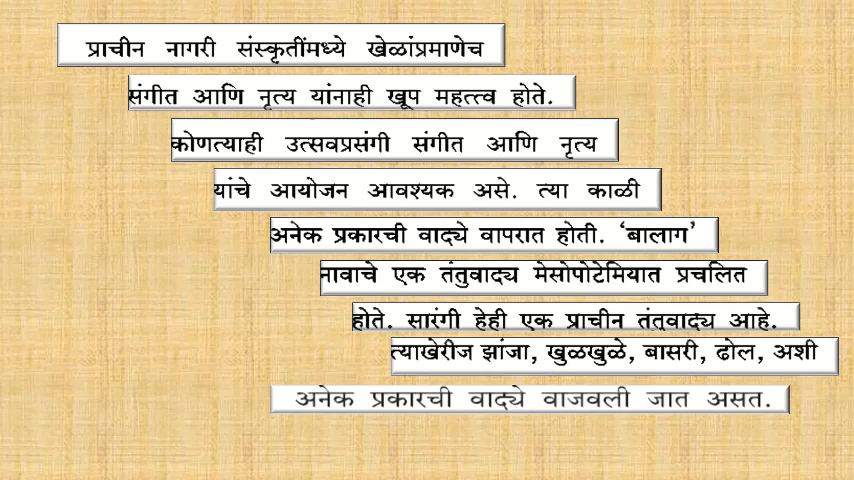 प्राचीन नागरी संस्कृतींमध्ये खेळांप्रमाणेच
संगीत आणि नृत्य यांनाही खूप महत्त्व होते.
कोणत्याही उत्सवप्रसंगी संगीत आणि नृत्य
यांचे आयोजन आवश्यक असे. त्या काळी
अनेक प्रकारची वाद्ये वापरात होती. ‘बालाग’
नावाचे एक तंतुवाद्य मेसोपोटेमियात प्रचलित
होते. सारंगी हेही एक प्राचीन तंतुवाद्य आहे.
त्याखेरीज झांजा, खुळखुळे, बासरी, ढोल, अशी
अनेक प्रकारची वाद्ये वाजवली जात असत.